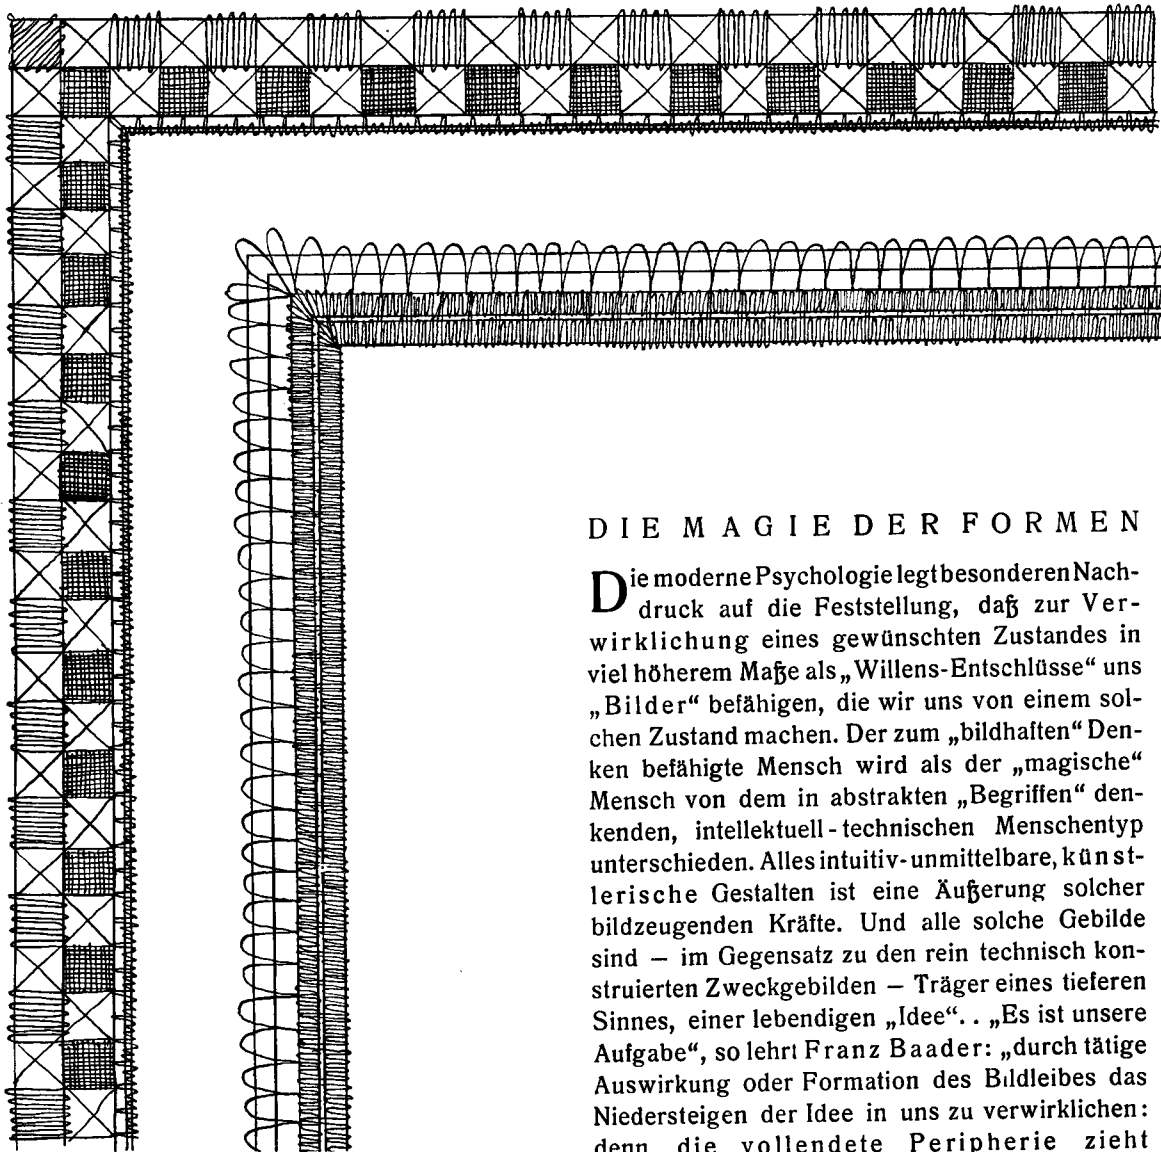 DIE MAGIE DER FORMEN
Die moderne Psychologie legt besonderen Nach-
druck auf die Feststellung, daß zur Ver-
wirklichung eines gewünschten Zustandes in
viel höherem Maße als „Willens-Entschlüsse“ uns
„Bilder“ befähigen, die wir uns von einem sol-
chen Zustand machen. Der zum „bildhaften“ Den-
ken befähigte Mensch wird als der „magische“
Mensch von dem in abstrakten „Begriffen“ den-
kenden, intellektuell-technischen Menschentyp
unterschieden. Alles intuitiv-unmittelbare, künst-
lerische Gestalten ist eine Äußerung solcher
bildzeugenden Kräfte. Und alle solche Gebilde
sind – im Gegensatz zu den rein technisch kon-
struierten Zweckgebilden – Träger eines tieferen
Sinnes, einer lebendigen „Idee“.. „Es ist unsere
Aufgabe“, so lehrt Franz Baader: „durch tätige
Auswirkung oder Formation des Bildleibes das
Niedersteigen der Idee in uns zu verwirklichen:
denn die vollendete Peripherie zieht